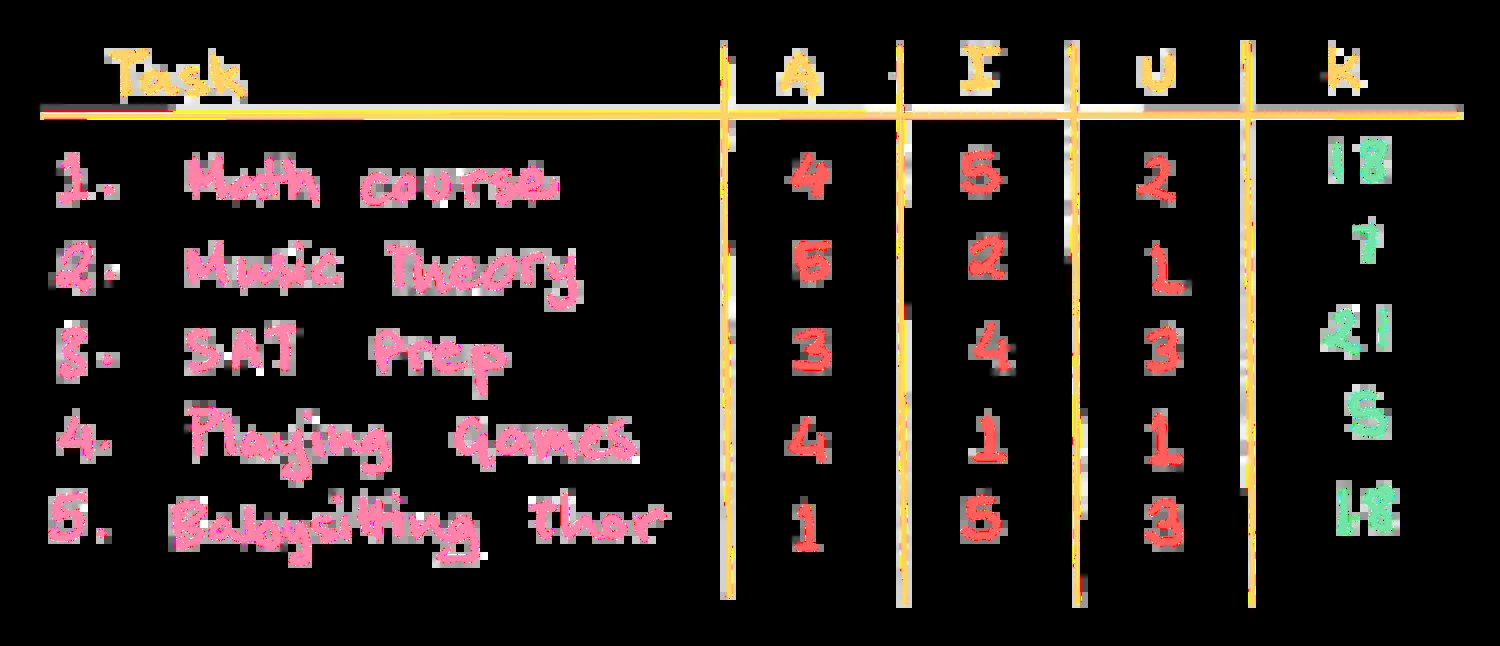 Task A I U K
1. Math course 4 5 2 18
2. Music Theory 5 2 1 7
3. SAT Prep 3 4 3 21
4. Playing Games 4 1 1 5
5. Babysitting Thor 1 5 3 18